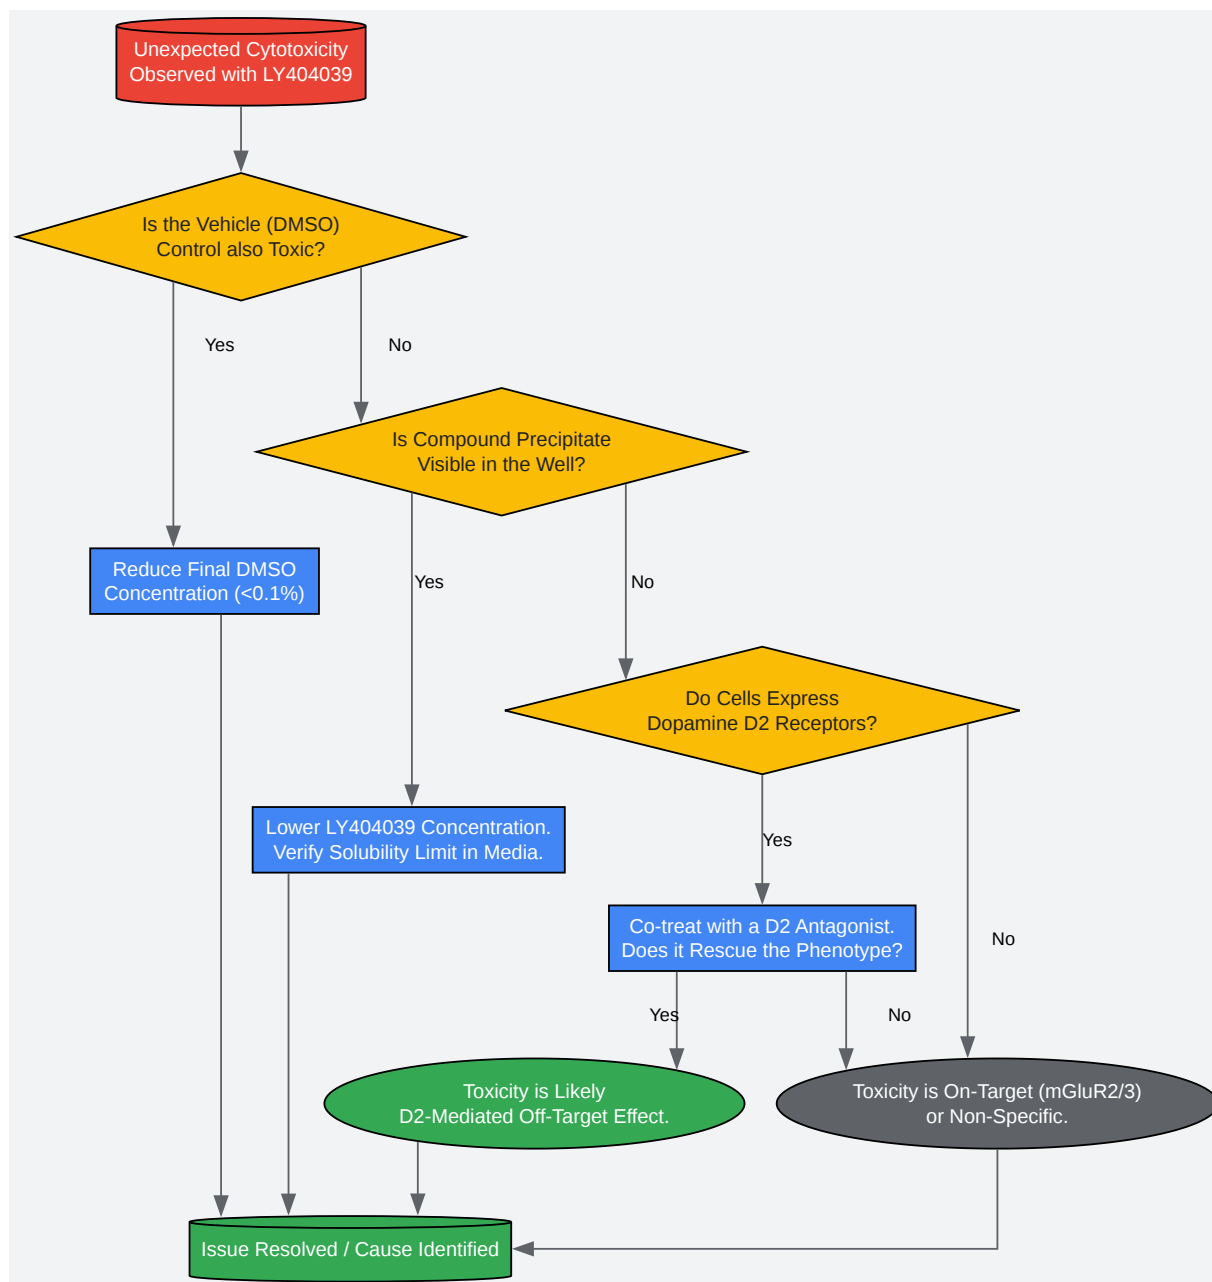 Unexpected Cytotoxicity
Observed with LY404039
Is the Vehicle (DMSO)
Control also Toxic?
Yes
No
Is Compound Precipitate
Visible in the Well?
Reduce Final DMSO
Concentration (<0.1%)
Yes
No
Do Cells Express
Dopamine D2 Receptors?
Lower LY404039 Concentration.
Verify Solubility Limit in Media.
Yes
Co-treat with a D2 Antagonist.
Does it Rescue the Phenotype?
No
Yes
No
Toxicity is Likely
D2-Mediated Off-Target Effect.
Toxicity is On-Target (mGluR2/3)
or Non-Specific.
Issue Resolved / Cause Identified